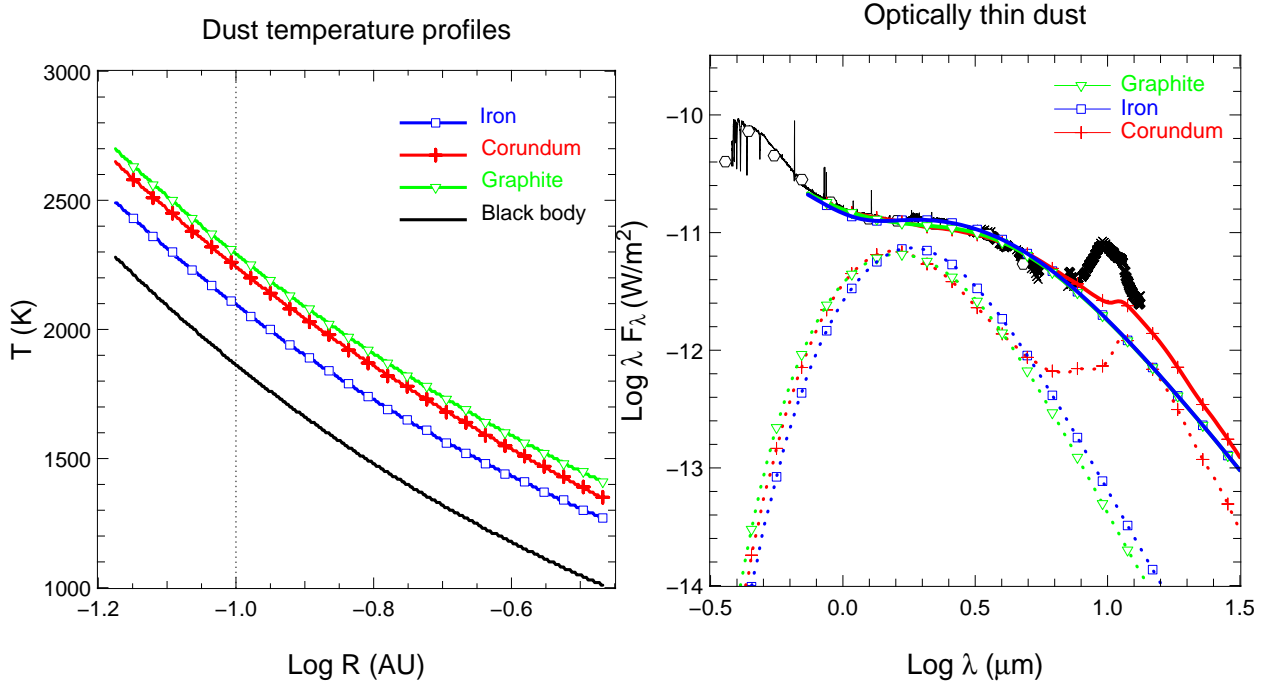 Dust temperature profiles
T (K)
3000
2500
2000
1500
1000
Iron
Corundum
Graphite
Black body
−1.2
−1.0
−0.8
−0.6
Log R (AU)
Optically thin dust
Log λ Fλ (W/m²)
−10
−11
−12
−13
−14
Graphite
Iron
Corundum
−0.5
0.0
0.5
1.0
1.5
Log λ (μm)